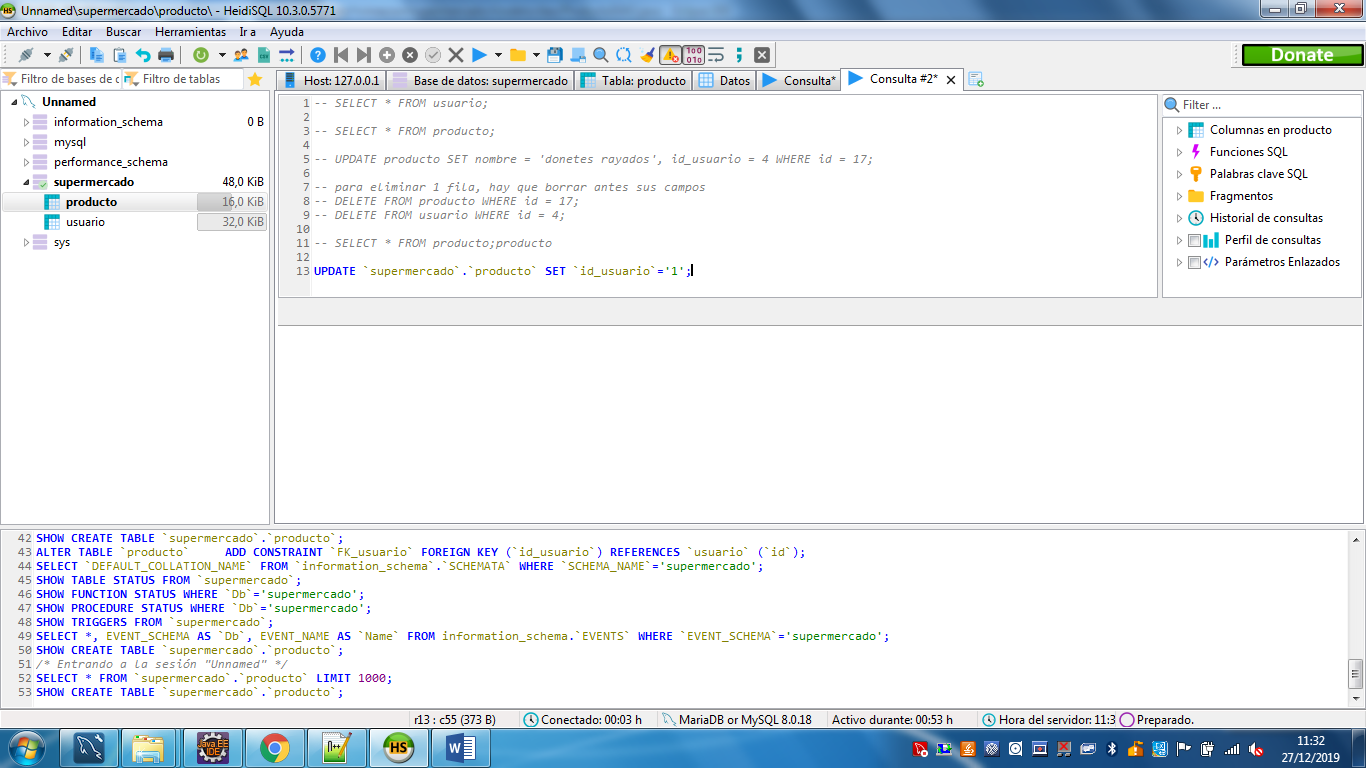 Unnamed\supermercado\producto\ - HeidiSQL 10.3.0.5771
Archivo Editar Buscar Herramientas Ir a Ayuda
Donate
Filtro de bases de c Filtro de tablas
Host: 127.0.0.1 Base de datos: supermercado Tabla: producto Datos Consulta* Consulta #2*
Unnamed
information_schema 0 B
mysql
performance_schema
supermercado 48,0 KiB
producto 16,0 KiB
usuario 32,0 KiB
sys
1 -- SELECT * FROM usuario;
2
3 -- SELECT * FROM producto;
4
5 -- UPDATE producto SET nombre = 'donetes rayados', id_usuario = 4 WHERE id = 17;
6
7 -- para eliminar 1 fila, hay que borrar antes sus campos
8 -- DELETE FROM producto WHERE id = 17;
9 -- DELETE FROM usuario WHERE id = 4;
10
11 -- SELECT * FROM producto;producto
12
13 UPDATE `supermercado`.`producto` SET `id_usuario`='1';
Filter ...
Columnas en producto
Funciones SQL
Palabras clave SQL
Fragmentos
Historial de consultas
Perfil de consultas
Parámetros Enlazados
42 SHOW CREATE TABLE `supermercado`.`producto`;
43 ALTER TABLE `producto` ADD CONSTRAINT `FK_usuario` FOREIGN KEY (`id_usuario`) REFERENCES `usuario` (`id`);
44 SELECT `DEFAULT_COLLATION_NAME` FROM `information_schema`.`SCHEMATA` WHERE `SCHEMA_NAME`='supermercado';
45 SHOW TABLE STATUS FROM `supermercado`;
46 SHOW FUNCTION STATUS WHERE `Db`='supermercado';
47 SHOW PROCEDURE STATUS WHERE `Db`='supermercado';
48 SHOW TRIGGERS FROM `supermercado`;
49 SELECT *, EVENT_SCHEMA AS `Db`, EVENT_NAME AS `Name` FROM information_schema.`EVENTS` WHERE `EVENT_SCHEMA`='supermercado';
50 SHOW CREATE TABLE `supermercado`.`producto`;
51 /* Entrando a la sesión "Unnamed" */
52 SELECT * FROM `supermercado`.`producto` LIMIT 1000;
53 SHOW CREATE TABLE `supermercado`.`producto`;
r13 : c55 (373 B) Conectado: 00:03 h MariaDB or MySQL 8.0.18 Activo durante: 00:53 h Hora del servidor: 11:3 Preparado.
Java EE IDE
HS
11:32
27/12/2019